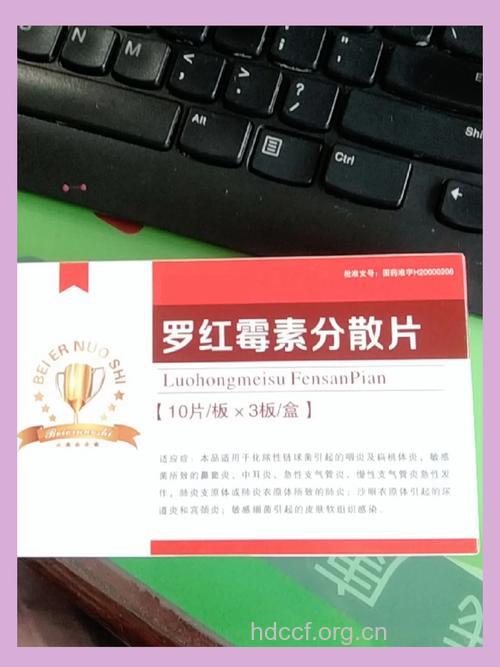 N
M
<
,
>
.
?
/
Alt
Ctrl
Shi
批准文号：国药准字H20000206
罗红霉素分散片
Luohongmeisu FensanPian
【10片/板×3板/盒】
BEI ER NUO SHI
Beiernuoshi
适应症：本品适用于化脓性链球菌引起的咽炎及扁桃体炎，敏感
菌所致的鼻窦炎、中耳炎、急性支气管炎、慢性支气管炎急性发
作，肺炎支原体或肺炎衣原体所致的肺炎；沙眼衣原体引起的尿
道炎和宫颈炎；敏感细菌引起的皮肤软组织感染。
hdccf.org.cn